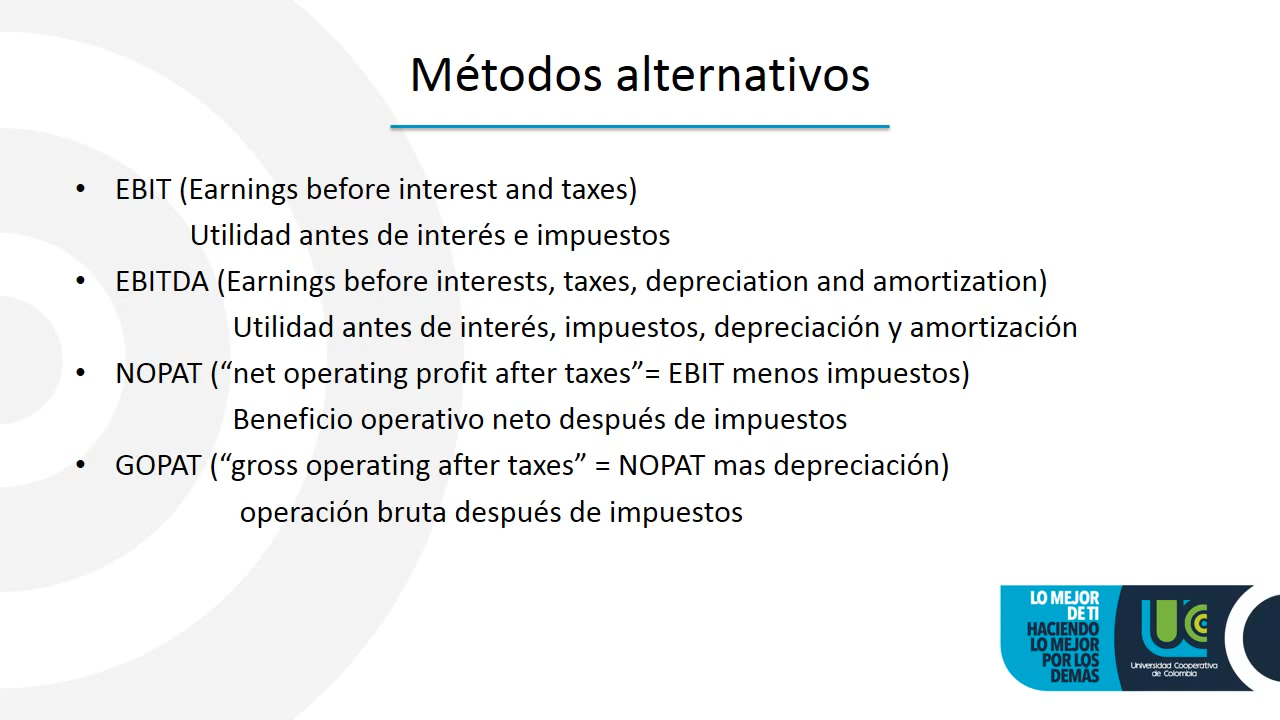 Métodos alternativos
• EBIT (Earnings before interest and taxes)
Utilidad antes de interés e impuestos
• EBITDA (Earnings before interests, taxes, depreciation and amortization)
Utilidad antes de interés, impuestos, depreciación y amortización
• NOPAT (“net operating profit after taxes”= EBIT menos impuestos)
Beneficio operativo neto después de impuestos
• GOPAT (“gross operating after taxes” = NOPAT mas depreciación)
operación bruta después de impuestos
LO MEJOR
DE TI
HACIENDO
LO MEJOR
POR LOS
DEMÁS
UCC
Universidad Cooperativa
de Colombia